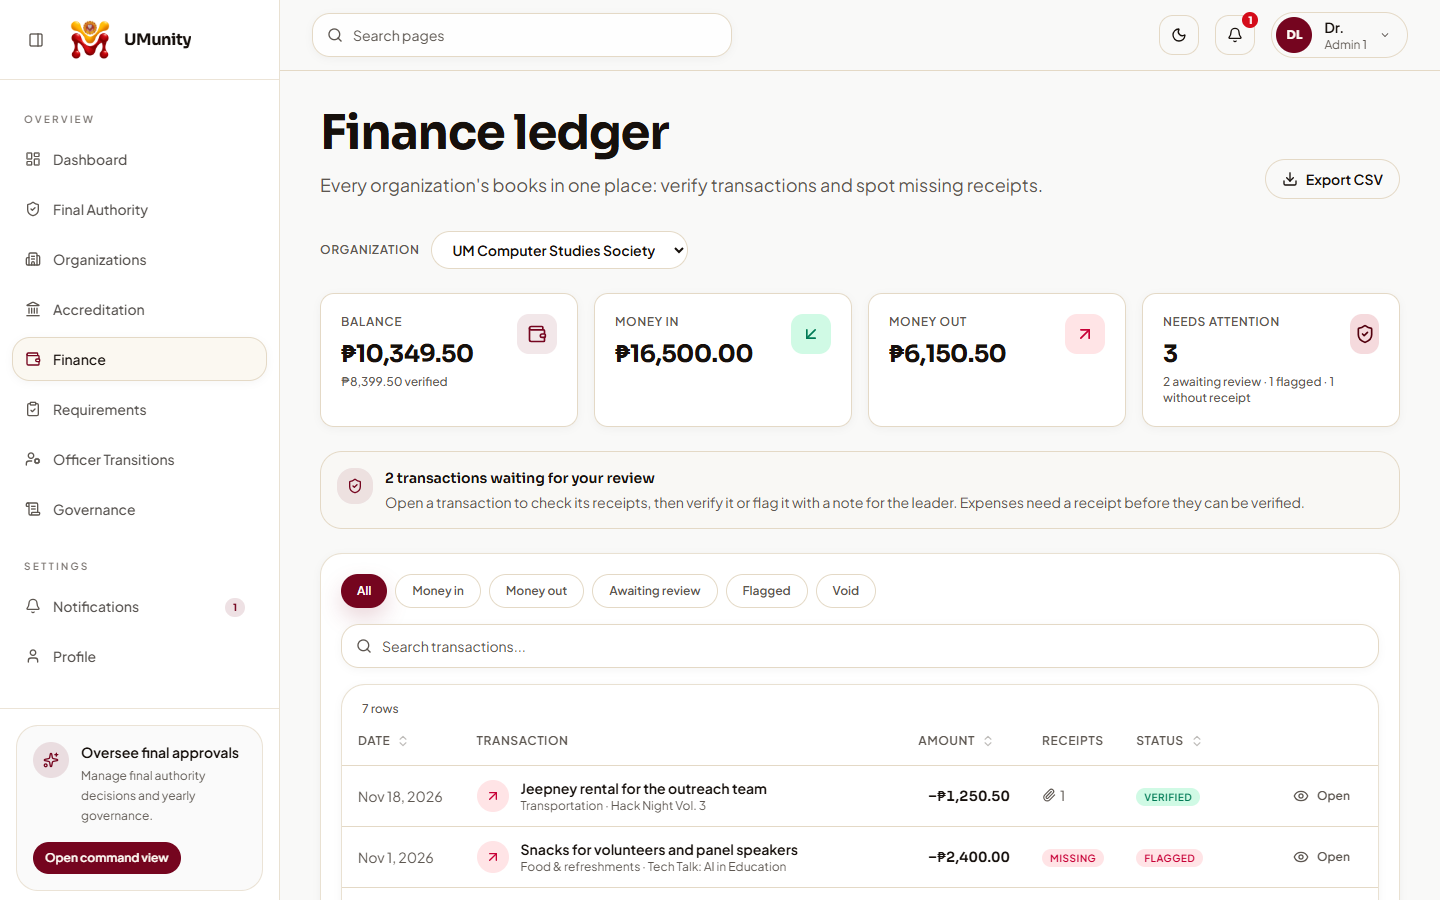 UMunity
Search pages
1
DL
Dr.
Admin 1
OVERVIEW
Dashboard
Final Authority
Organizations
Accreditation
Finance
Requirements
Officer Transitions
Governance
SETTINGS
Notifications
1
Profile
Oversee final approvals
Manage final authority
decisions and yearly
governance.
Open command view
Finance ledger
Every organization's books in one place: verify transactions and spot missing receipts.
Export CSV
ORGANIZATION
UM Computer Studies Society
BALANCE
₱10,349.50
₱8,399.50 verified
MONEY IN
₱16,500.00
MONEY OUT
₱6,150.50
NEEDS ATTENTION
3
2 awaiting review · 1 flagged · 1
without receipt
2 transactions waiting for your review
Open a transaction to check its receipts, then verify it or flag it with a note for the leader. Expenses need a receipt before they can be verified.
All
Money in
Money out
Awaiting review
Flagged
Void
Search transactions...
7 rows
DATE
TRANSACTION
AMOUNT
RECEIPTS
STATUS
Nov 18, 2026
Jeepney rental for the outreach team
Transportation · Hack Night Vol. 3
−₱1,250.50
1
VERIFIED
Open
Nov 1, 2026
Snacks for volunteers and panel speakers
Food & refreshments · Tech Talk: AI in Education
−₱2,400.00
MISSING
FLAGGED
Open